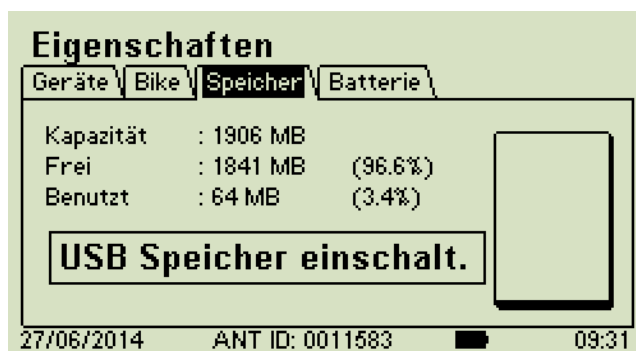 Eigenschaften
Geräte Bike Speicher Batterie
Kapazität : 1906 MB
Frei : 1841 MB (96.6%)
Benutzt : 64 MB (3.4%)
USB Speicher einschalt.
27/06/2014 ANT ID: 0011583 09:31